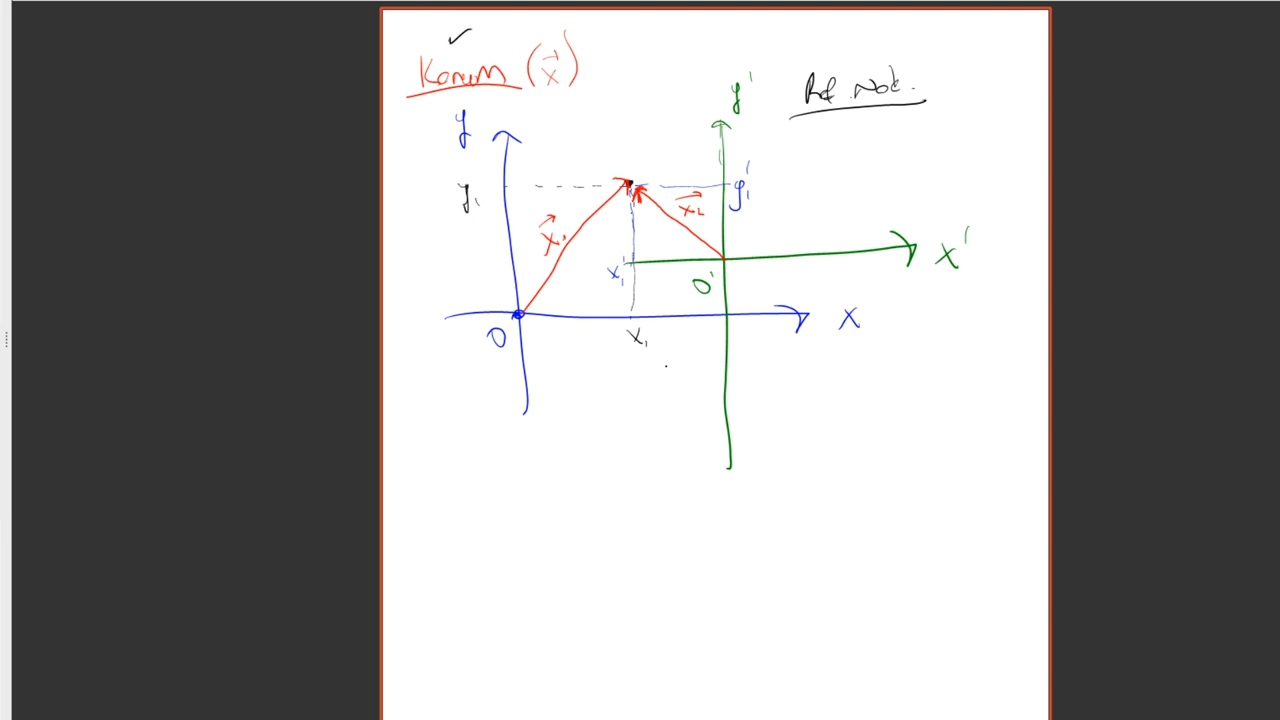 Konum (x⃗)
Ref. Nok.
y'
y
y₁
y₁'
x⃗₁
x⃗₂
x₁'
O'
x'
O
x₁
x